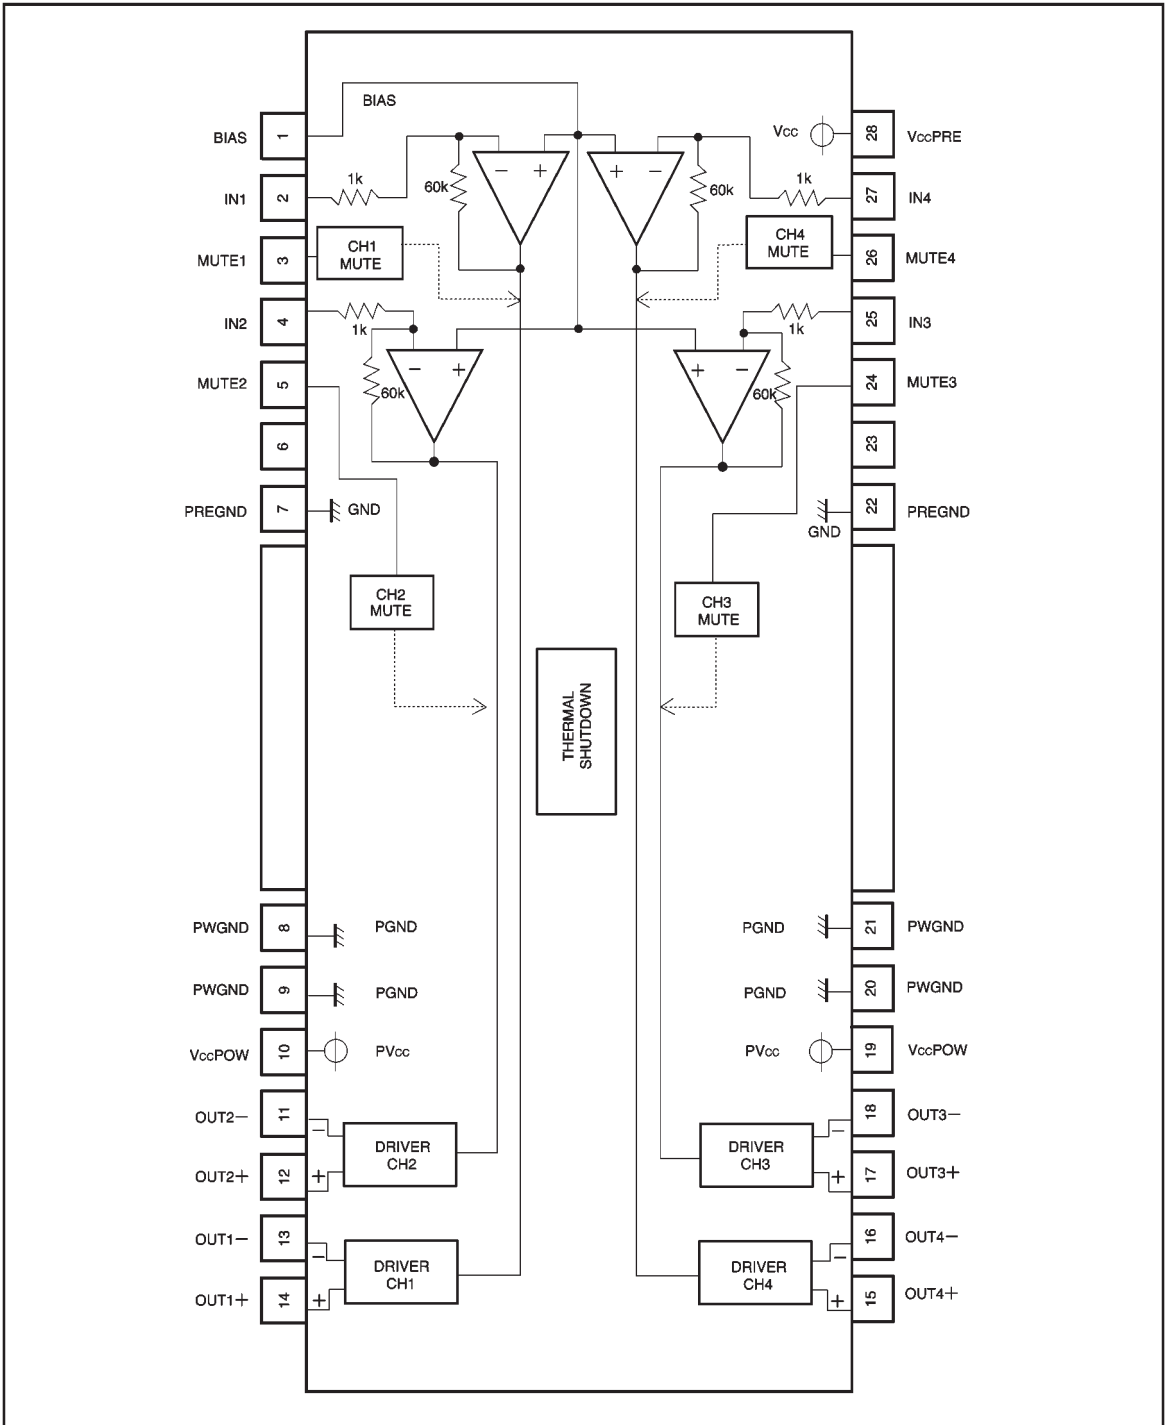 BIAS
BIAS
1
Vcc
28
VccPRE
IN1
2
1k
60k
−
+
+
−
60k
1k
27
IN4
MUTE1
3
CH1
MUTE
CH4
MUTE
26
MUTE4
IN2
4
1k
1k
25
IN3
MUTE2
5
60k
−
+
+
−
60k
24
MUTE3
6
23
PREGND
7
GND
GND
22
PREGND
CH2
MUTE
CH3
MUTE
THERMAL
SHUTDOWN
PWGND
8
PGND
PGND
21
PWGND
PWGND
9
PGND
PGND
20
PWGND
VccPOW
10
PVcc
PVcc
19
VccPOW
OUT2−
11
−
DRIVER
CH2
DRIVER
CH3
−
18
OUT3−
OUT2+
12
+
+
17
OUT3+
OUT1−
13
−
DRIVER
CH1
DRIVER
CH4
−
16
OUT4−
OUT1+
14
+
+
15
OUT4+